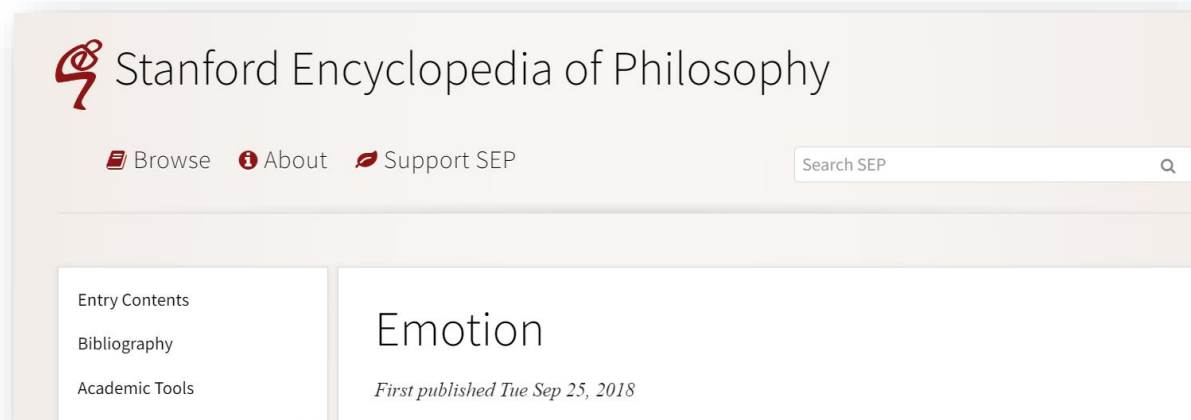 Stanford Encyclopedia of Philosophy
Browse About Support SEP
Search SEP
Entry Contents
Bibliography
Academic Tools
Emotion
First published Tue Sep 25, 2018